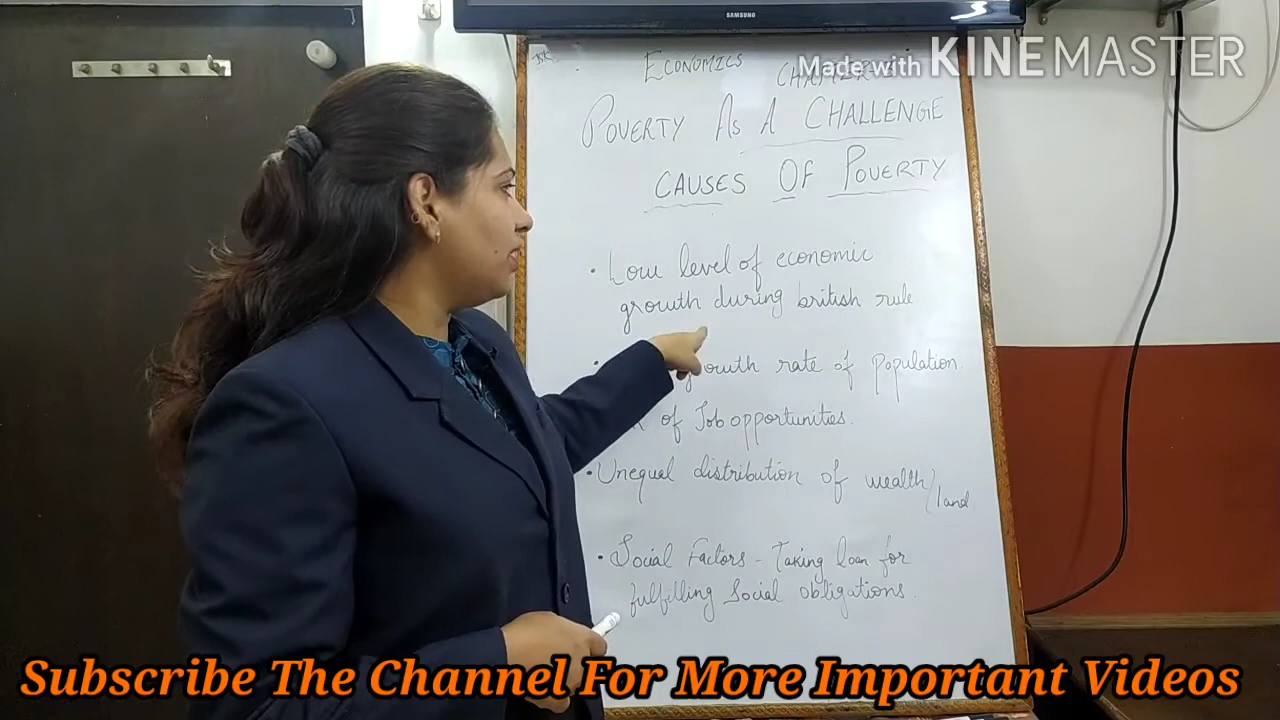 SAMSUNG
Made with KINEMASTER
ECONOMICS CHAPTER
POVERTY AS A CHALLENGE
CAUSES OF POVERTY
• Low level of economic
growth during british rule.
• growth rate of population.
of Job opportunities.
• Unequal distribution of wealth/land
• Social Factors - Taking loan for
fulfilling Social obligations.
Subscribe The Channel For More Important Videos